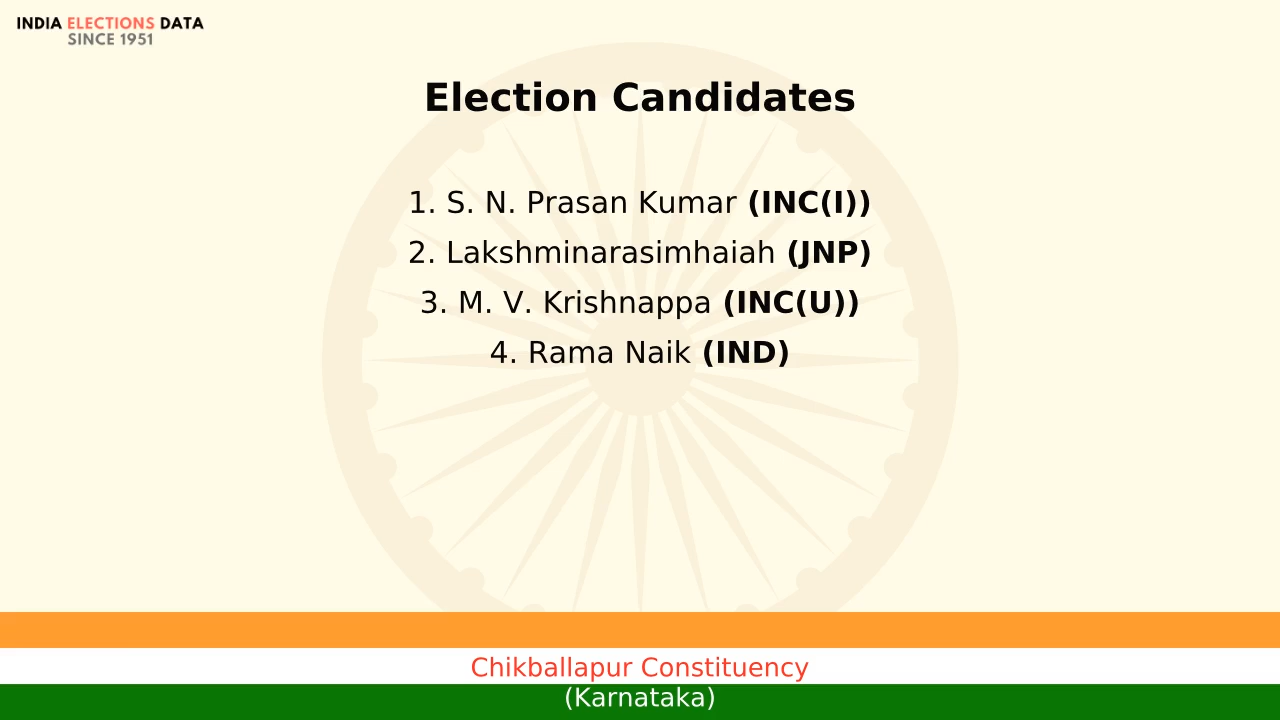 INDIA ELECTIONS DATA
SINCE 1951
Election Candidates
1. S. N. Prasan Kumar (INC(I))
2. Lakshminarasimhaiah (JNP)
3. M. V. Krishnappa (INC(U))
4. Rama Naik (IND)
Chikballapur Constituency
(Karnataka)